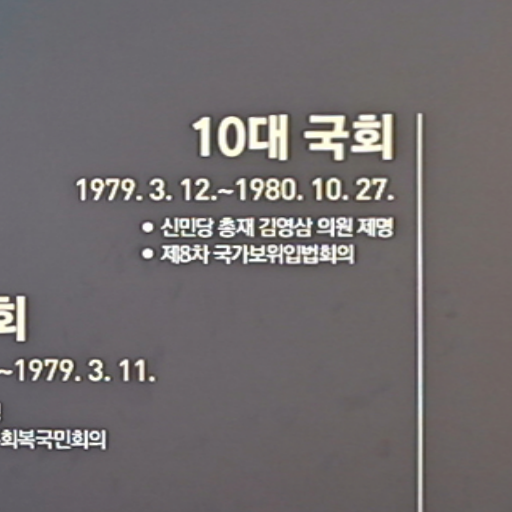 10대 국회
1979. 3. 12.~1980. 10. 27.
• 신민당 총재 김영삼 의원 제명
• 제8차 국가보위입법회의
회
~1979. 3. 11.
회복국민회의